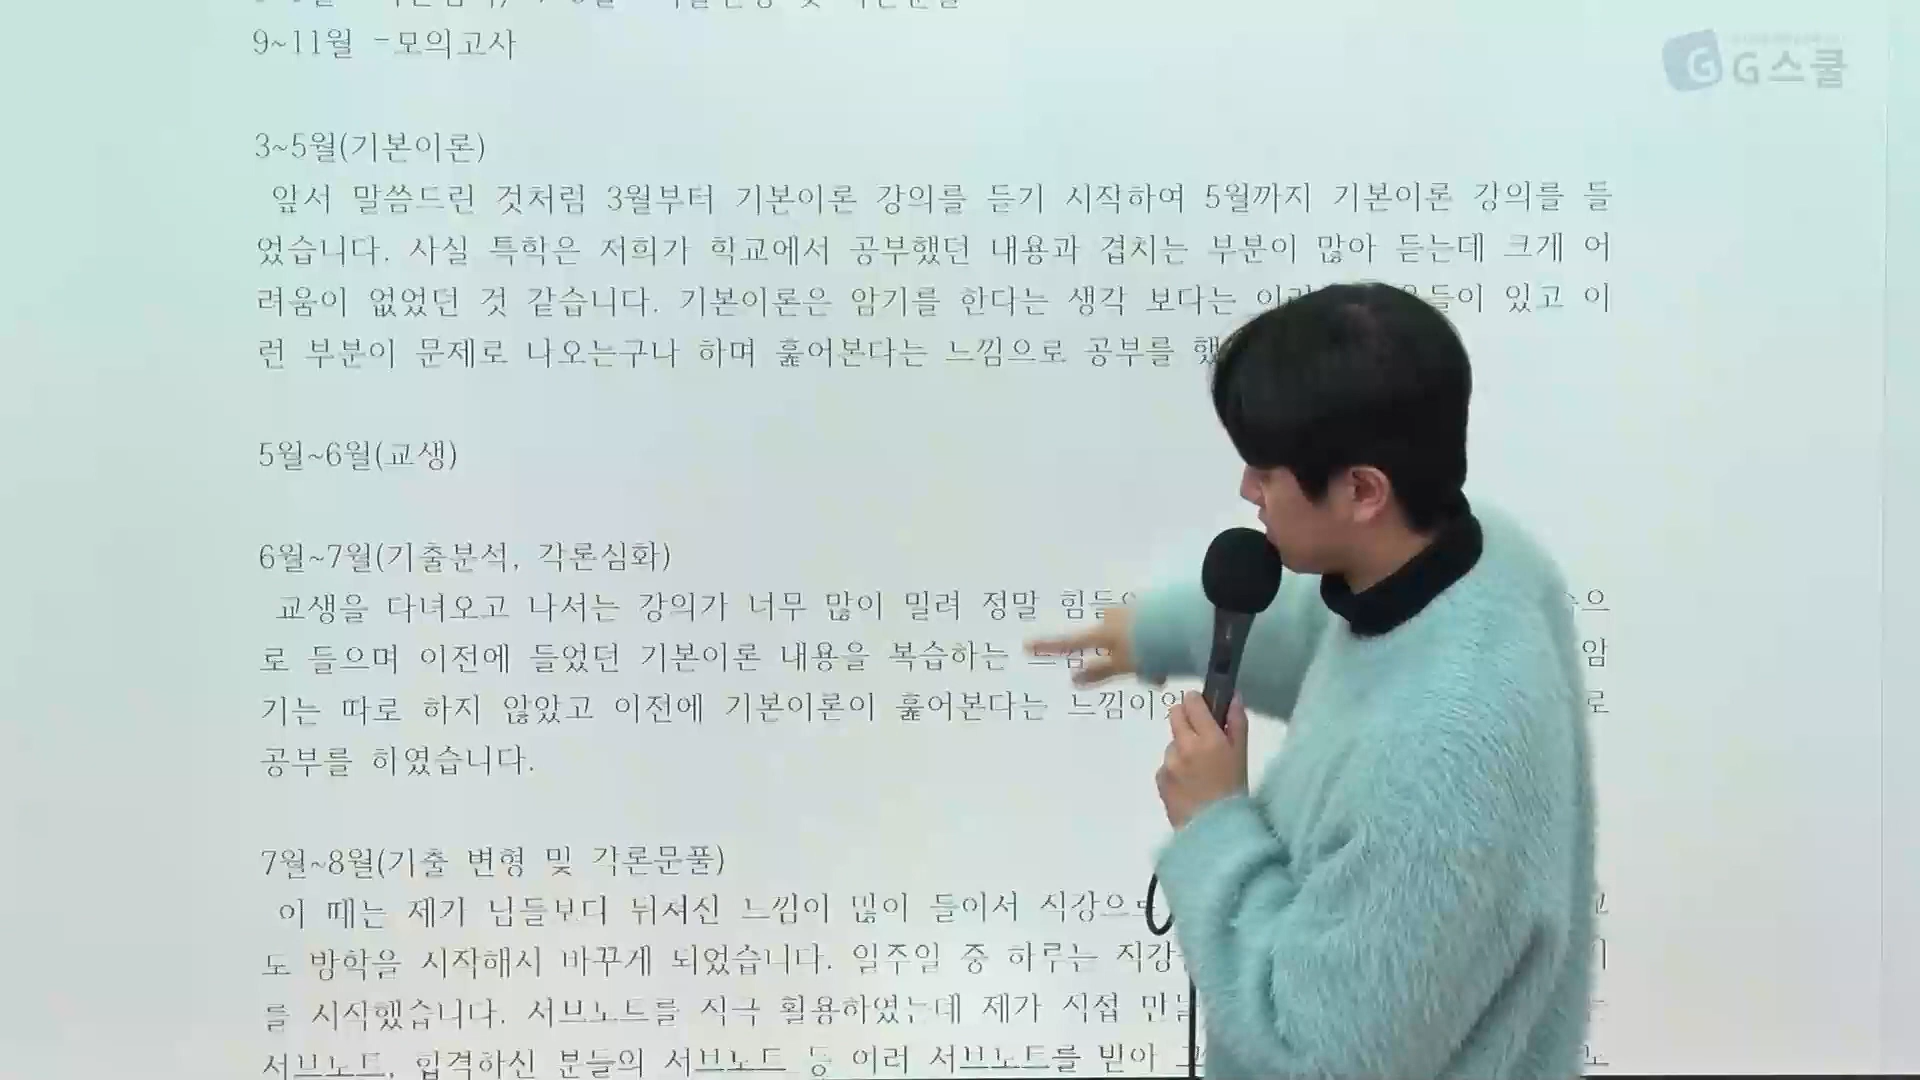 9~11월 -모의고사
G스쿨
3~5월(기본이론)
앞서 말씀드린 것처럼 3월부터 기본이론 강의를 듣기 시작하여 5월까지 기본이론 강의를 들
었습니다. 사실 특학은 저희가 학교에서 공부했던 내용과 겹치는 부분이 많아 듣는데 크게 어
려움이 없었던 것 같습니다. 기본이론은 암기를 한다는 생각 보다는 있고 이
런 부분이 문제로 나오는구나 하며 훑어본다는 느낌으로 공부를
5월~6월(교생)
6월~7월(기출분석, 각론심화)
교생을 다녀오고 나서는 강의가 너무 많이 밀려 정말
로 들으며 이전에 들었던 기본이론 내용을 복습하는 암
기는 따로 하지 않았고 이전에 기본이론이 훑어본다는 로
공부를 하였습니다.
7월~8월(기출 변형 및 각론문풀)
이 때는 제가 남들보다 뒤쳐진 느낌이 많이 들어서
도 방학을 시작해서 바꾸게 되었습니다. 일주일 중 하루는
를 시작했습니다. 서브노트를 적극 활용하였는데 제가 직접
서브노트, 합격하신 분들의 서브노트 등 여러 서브노트를 받아